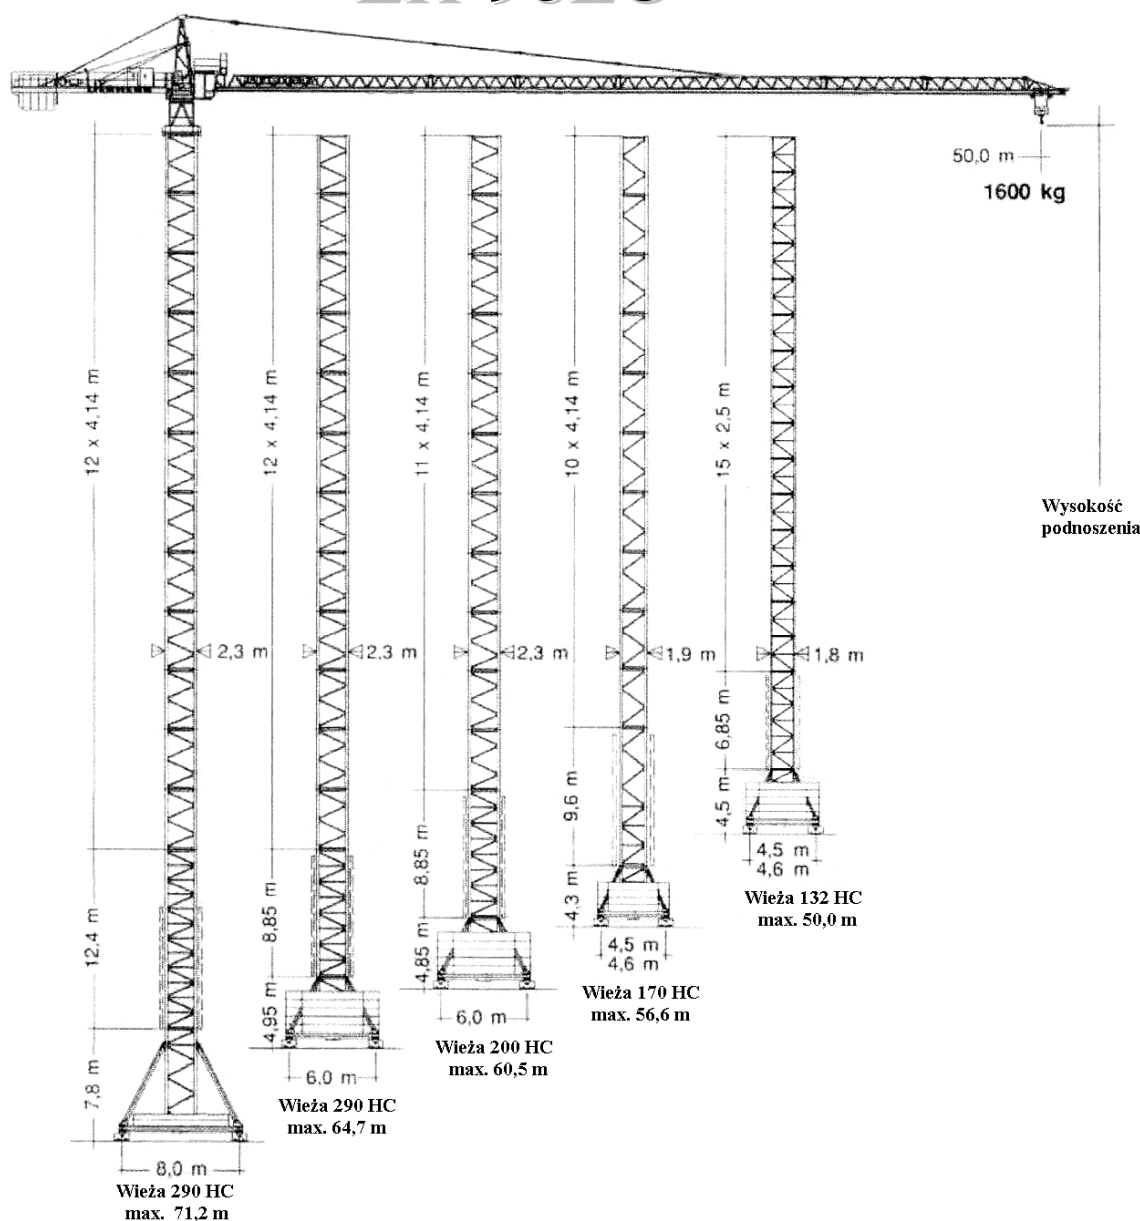 50,0 m
1600 kg
12 x 4,14 m
12 x 4,14 m
11 x 4,14 m
10 x 4,14 m
15 x 2,5 m
Wysokość
podnoszenia
2,3 m
2,3 m
2,3 m
1,9 m
1,8 m
6,85 m
4,5 m
9,6 m
4,3 m
8,85 m
4,85 m
8,85 m
4,95 m
12,4 m
7,8 m
4,5 m
4,6 m
Wieża 132 HC
max. 50,0 m
4,5 m
4,6 m
Wieża 170 HC
max. 56,6 m
6,0 m
Wieża 200 HC
max. 60,5 m
6,0 m
Wieża 290 HC
max. 64,7 m
8,0 m
Wieża 290 HC
max. 71,2 m